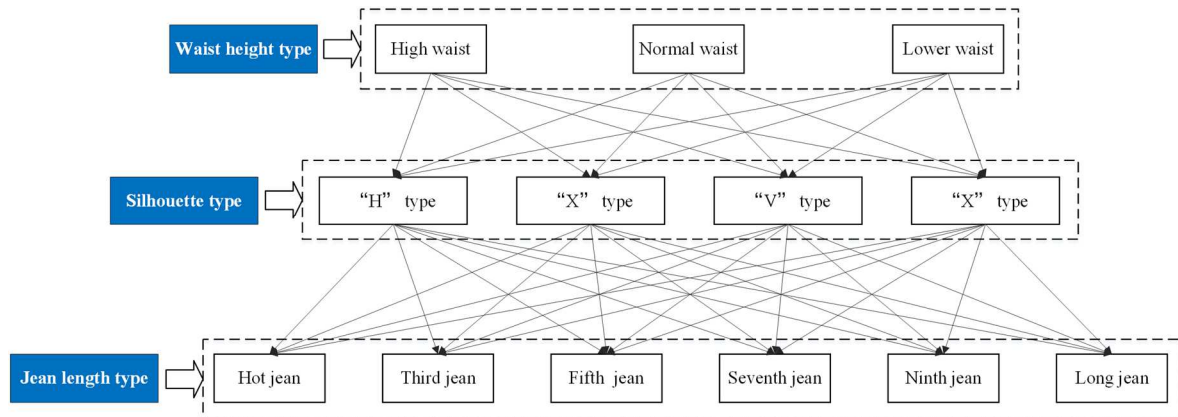 Waist height type
High waist
Normal waist
Lower waist
Silhouette type
“H” type
“X” type
“V” type
“X” type
Jean length type
Hot jean
Third jean
Fifth jean
Seventh jean
Ninth jean
Long jean